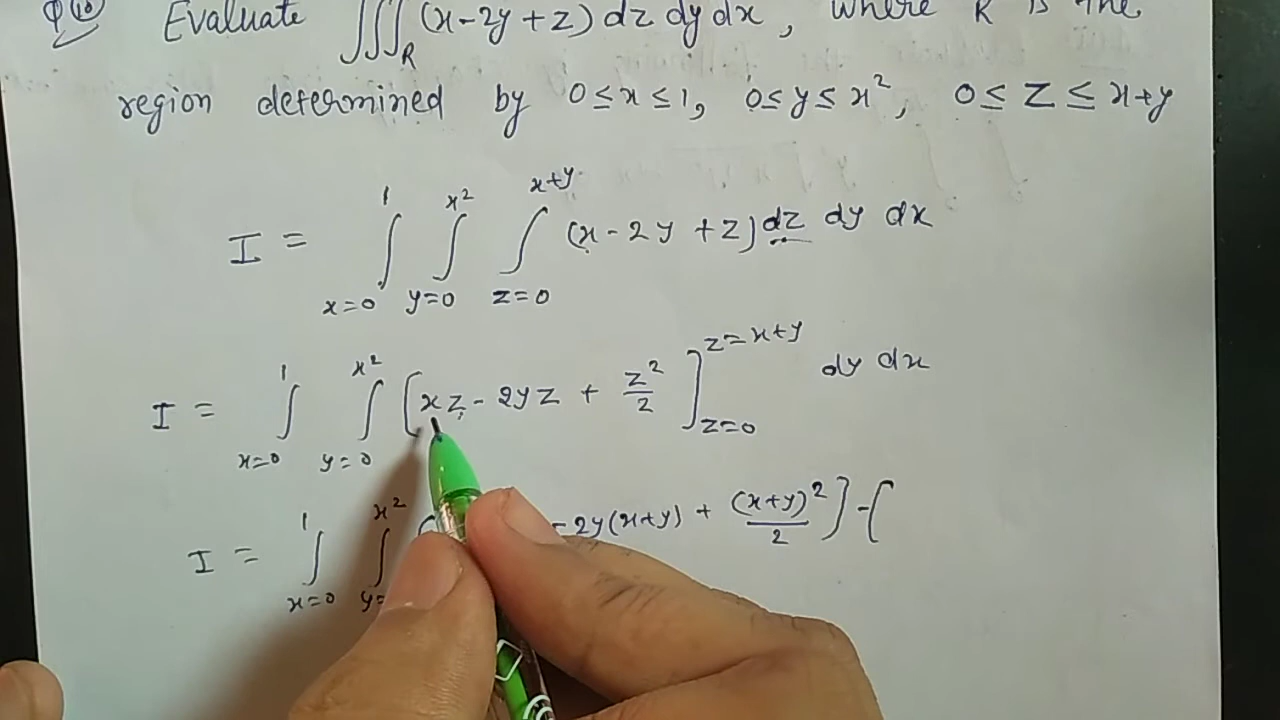 Q 10 Evaluate ∭_R (x-2y+z) dz dy dx, where R is the
region determined by 0≤x≤1, 0≤y≤x², 0≤z≤x+y
I = ∫_{x=0}^{1} ∫_{y=0}^{x²} ∫_{z=0}^{x+y} (x-2y+z) dz dy dx
I = ∫_{x=0}^{1} ∫_{y=0}^{x²} [xz - 2yz + z²/2]_{z=0}^{z=x+y} dy dx
I = ∫_{x=0}^{1} ∫_{y=}^{x²} [ - 2y(x+y) + (x+y)²/2] - [